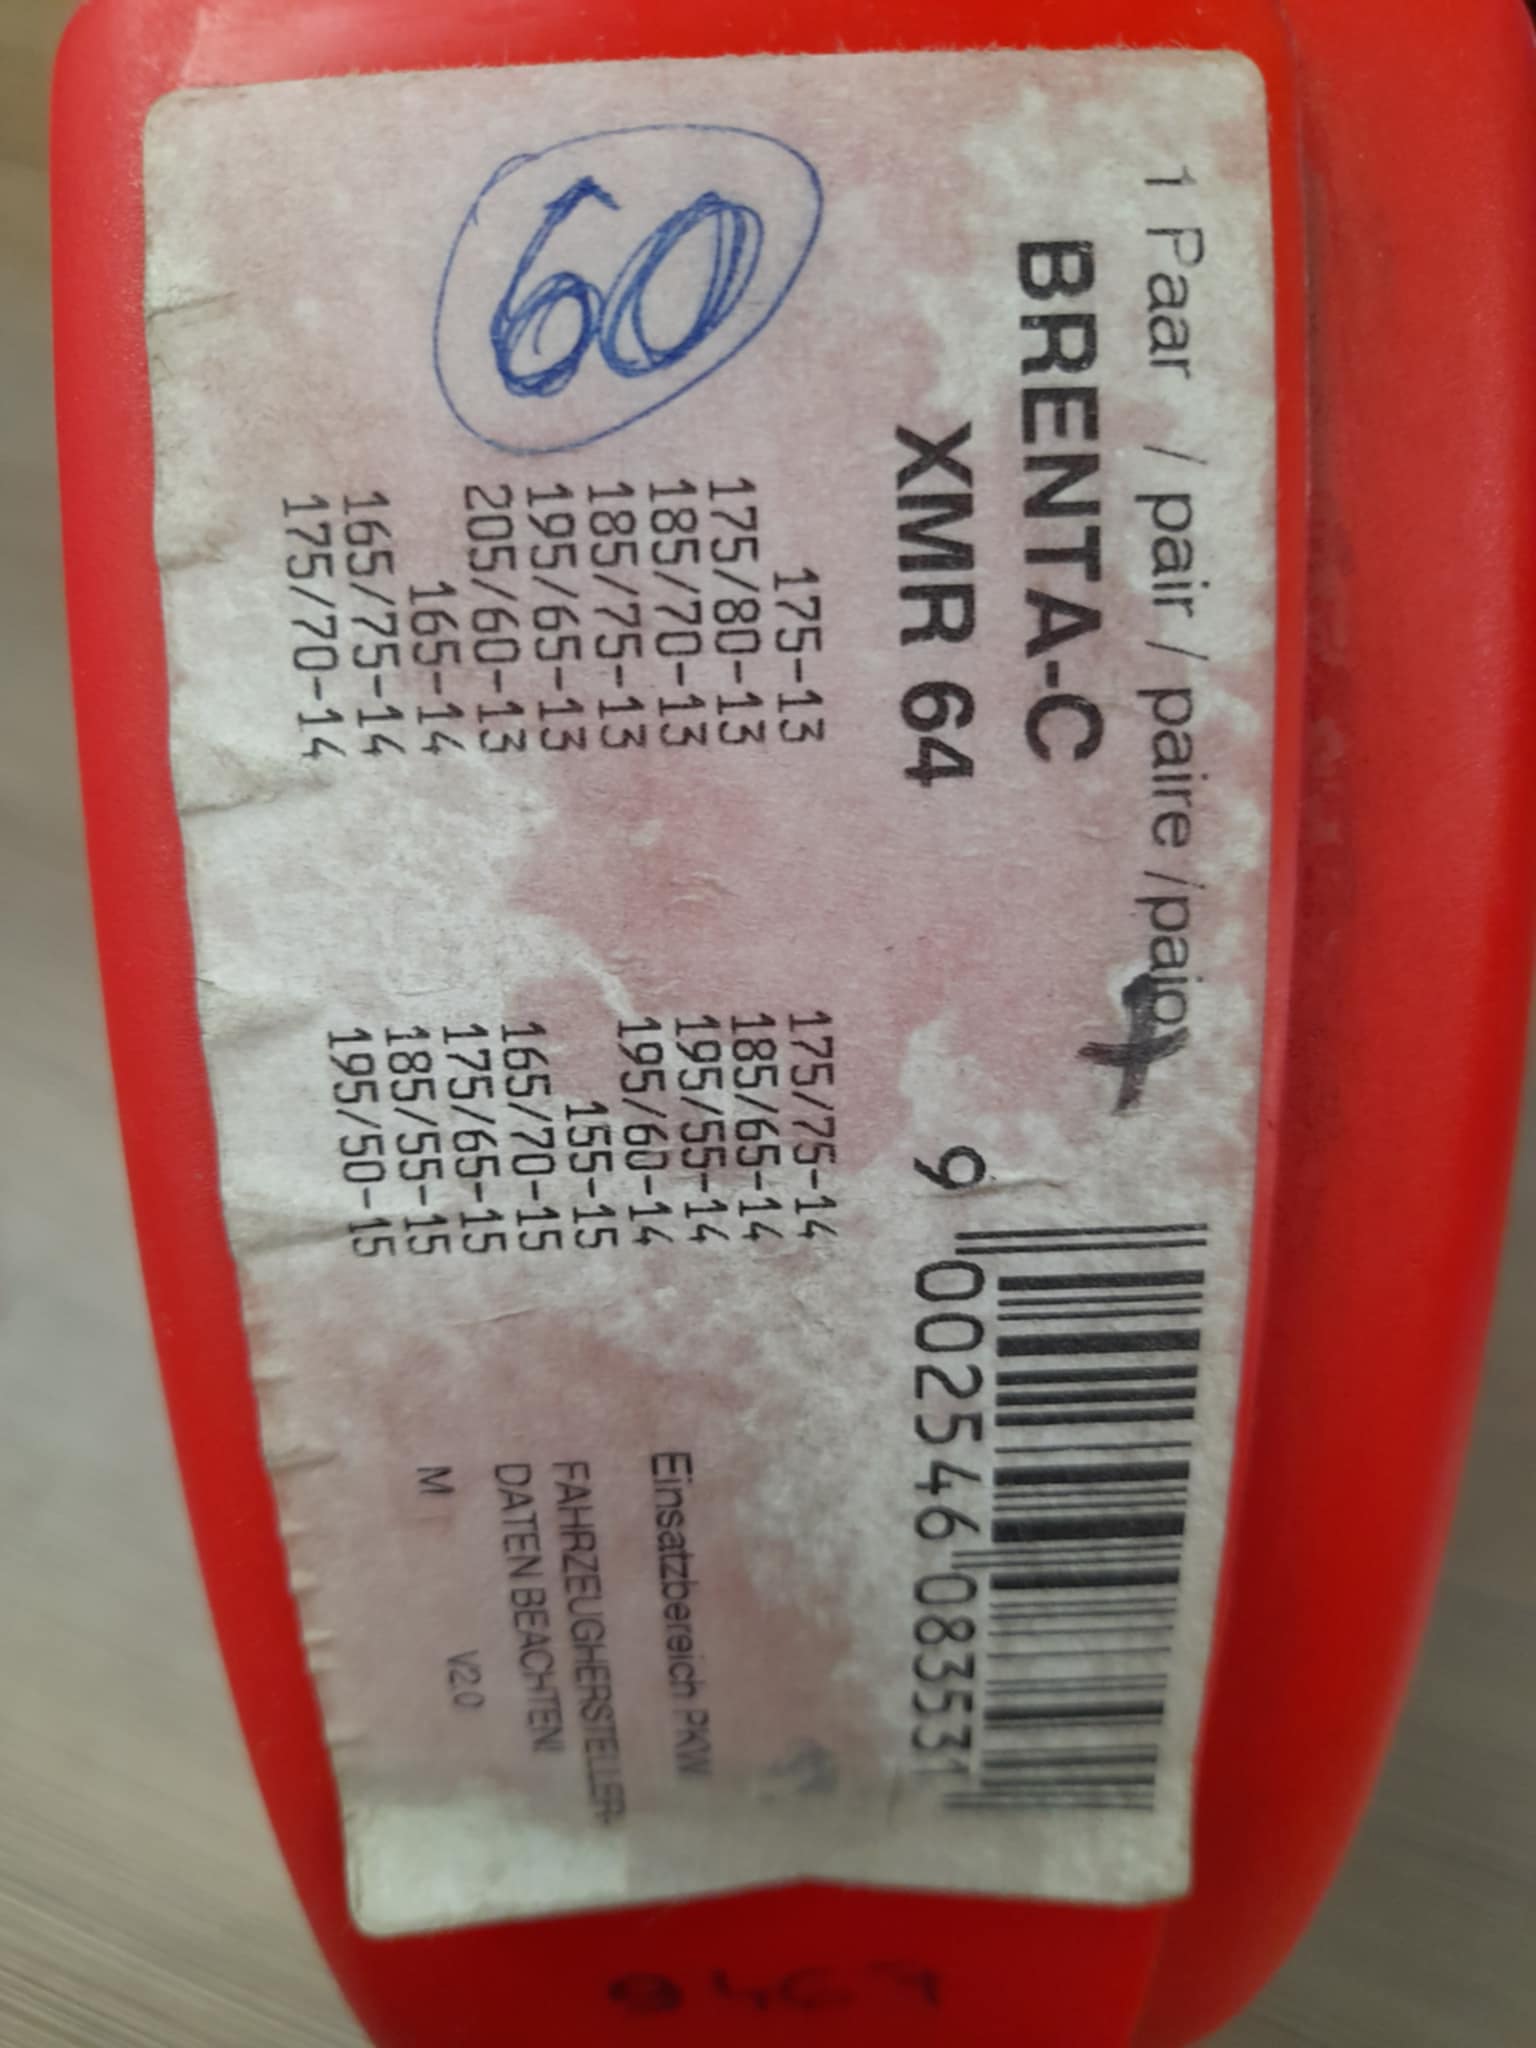 1 Paar / pair / paire / paio
BRENTA-C
XMR 64
9 002546 083531
60
175-13
175/80-13
185/70-13
185/75-13
195/65-13
205/60-13
165-14
165/75-14
175/70-14
175/75-14
185/65-14
195/55-14
195/60-14
155-15
165/70-15
175/65-15
185/55-15
195/50-15
Einsatzbereich PKW
FAHRZEUGHERSTELLER-
DATEN BEACHTEN!
M V2.0